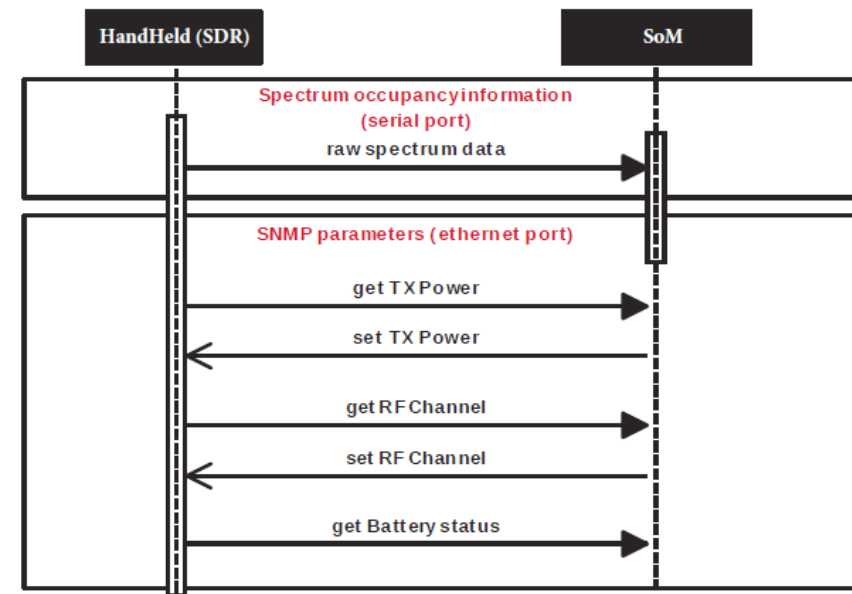 HandHeld (SDR)
SoM
Spectrum occupancy information
(serial port)
raw spectrum data
SNMP parameters (ethernet port)
get TX Power
set TX Power
get RF Channel
set RF Channel
get Battery status